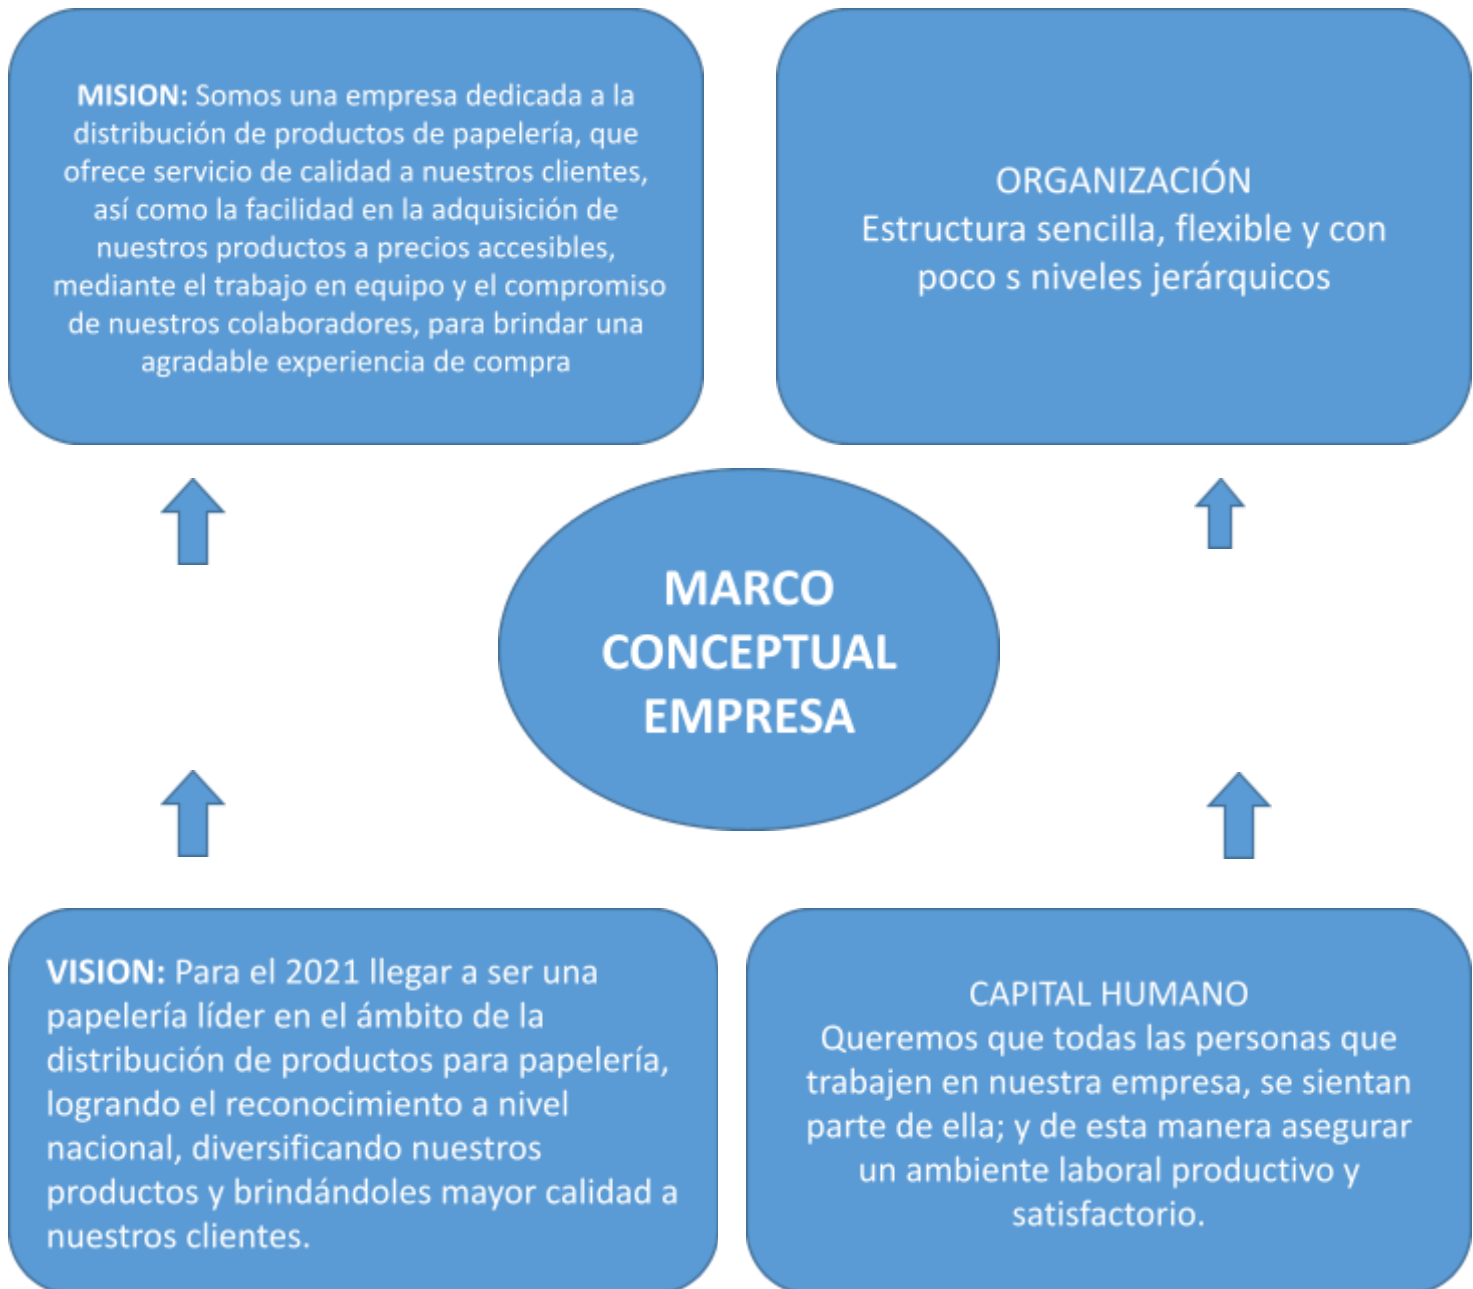 MISION: Somos una empresa dedicada a la
distribución de productos de papelería, que
ofrece servicio de calidad a nuestros clientes,
así como la facilidad en la adquisición de
nuestros productos a precios accesibles,
mediante el trabajo en equipo y el compromiso
de nuestros colaboradores, para brindar una
agradable experiencia de compra
ORGANIZACIÓN
Estructura sencilla, flexible y con
poco s niveles jerárquicos
MARCO
CONCEPTUAL
EMPRESA
VISION: Para el 2021 llegar a ser una
papelería líder en el ámbito de la
distribución de productos para papelería,
logrando el reconocimiento a nivel
nacional, diversificando nuestros
productos y brindándoles mayor calidad a
nuestros clientes.
CAPITAL HUMANO
Queremos que todas las personas que
trabajen en nuestra empresa, se sientan
parte de ella; y de esta manera asegurar
un ambiente laboral productivo y
satisfactorio.